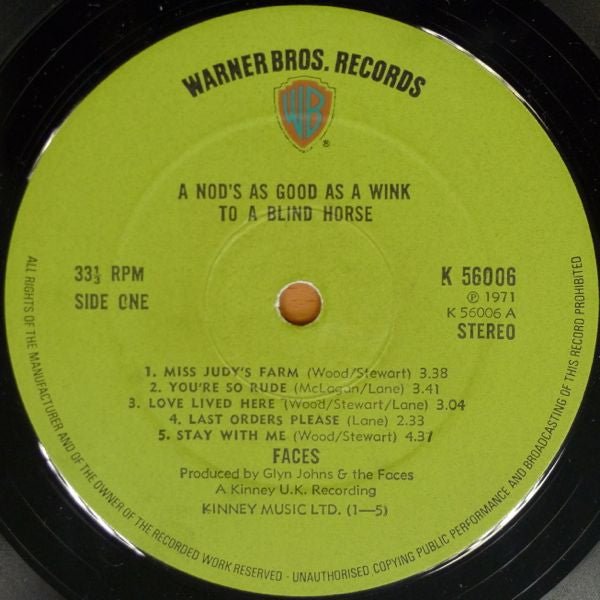 WARNER BROS. RECORDS
WB
®
A NOD'S AS GOOD AS A WINK
TO A BLIND HORSE
33⅓ RPM
SIDE ONE
K 56006
Ⓟ 1971
K 56006 A
STEREO
1. MISS JUDY'S FARM (Wood/Stewart) 3.38
2. YOU'RE SO RUDE (McLagan/Lane) 3.41
3. LOVE LIVED HERE (Wood/Stewart/Lane) 3.04
4. LAST ORDERS PLEASE (Lane) 2.33
5. STAY WITH ME (Wood/Stewart) 4.37
FACES
Produced by Glyn Johns & the Faces
A Kinney U.K. Recording
KINNEY MUSIC LTD. (1—5)
ALL RIGHTS OF THE MANUFACTURER AND OF THE OWNER OF THE RECORDED WORK RESERVED · UNAUTHORISED COPYING PUBLIC PERFORMANCE AND BROADCASTING OF THIS RECORD PROHIBITED